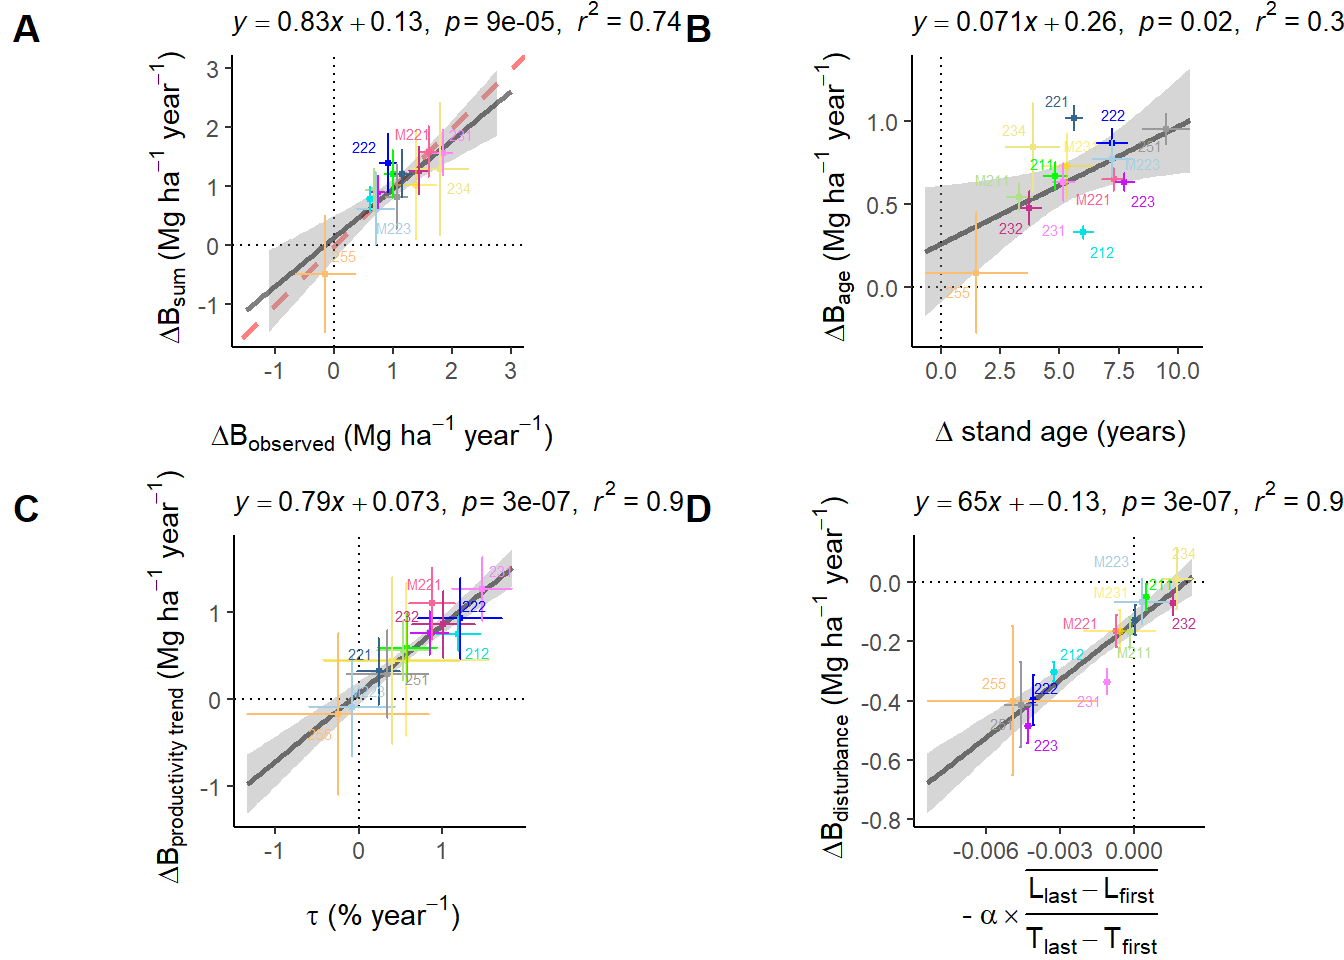 A
y = 0.83x + 0.13, p = 9e-05, r² = 0.74
ΔBsum (Mg ha⁻¹ year⁻¹)
3
2
1
0
-1
222
M221
231
234
M223
255
-1 0 1 2 3
ΔBobserved (Mg ha⁻¹ year⁻¹)
B
y = 0.071x + 0.26, p = 0.02, r² = 0.3
ΔBage (Mg ha⁻¹ year⁻¹)
1.0
0.5
0.0
221
222
234
M231
251
211
M223
M211
M221
223
232
231
212
255
0.0 2.5 5.0 7.5 10.0
Δ stand age (years)
C
y = 0.79x + 0.073, p = 3e-07, r² = 0.9
ΔBproductivity trend (Mg ha⁻¹ year⁻¹)
1
0
-1
231
M221
222
232
212
221
251
255
-1 0 1
τ (% year⁻¹)
D
y = 65x + −0.13, p = 3e-07, r² = 0.9
ΔBdisturbance (Mg ha⁻¹ year⁻¹)
0.0
-0.2
-0.4
-0.6
-0.8
234
M223
211
M231
232
M221
M211
212
255
222
231
251
223
-0.006 -0.003 0.000
- α × Llast − Lfirst
Tlast − Tfirst